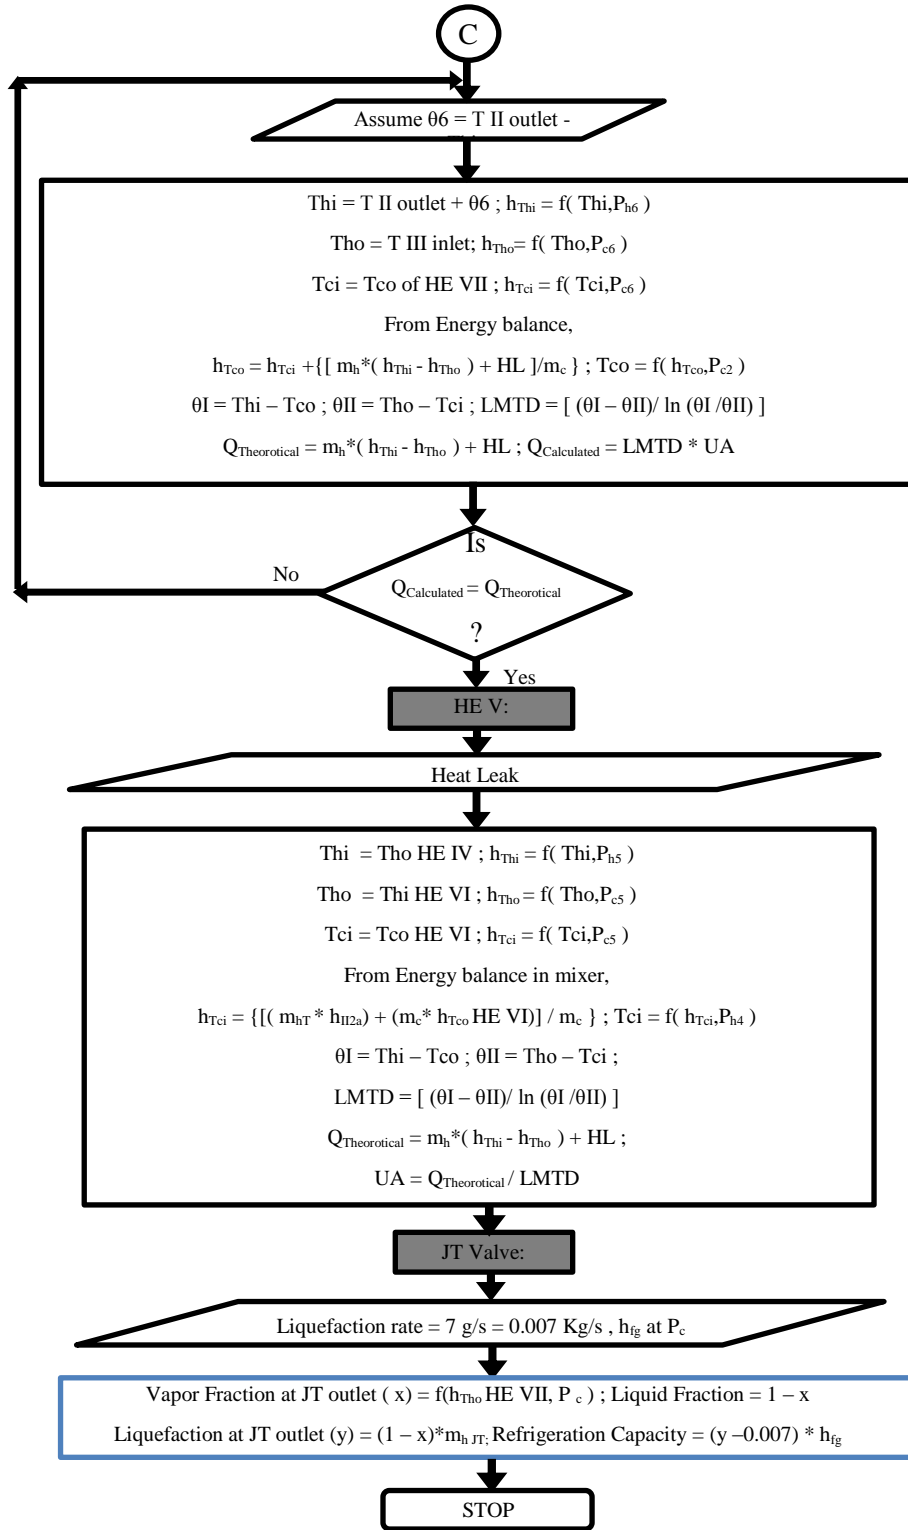 C
Assume θ6 = T II outlet -
Thi = T II outlet + θ6 ; hThi = f( Thi,Ph6 )
Tho = T III inlet; hTho= f( Tho,Pc6 )
Tci = Tco of HE VII ; hTci = f( Tci,Pc6 )
From Energy balance,
hTco = hTci +{[ mh*( hThi - hTho ) + HL ]/mc } ; Tco = f( hTco,Pc2 )
θI = Thi – Tco ; θII = Tho – Tci ; LMTD = [ (θI – θII)/ ln (θI /θII) ]
QTheorotical = mh*( hThi - hTho ) + HL ; QCalculated = LMTD * UA
Is
No
QCalculated = QTheorotical
?
Yes
HE V:
Heat Leak
Thi = Tho HE IV ; hThi = f( Thi,Ph5 )
Tho = Thi HE VI ; hTho = f( Tho,Pc5 )
Tci = Tco HE VI ; hTci = f( Tci,Pc5 )
From Energy balance in mixer,
hTci = {[( mhT * hII2a) + (mc* hTco HE VI)] / mc } ; Tci = f( hTci,Ph4 )
θI = Thi – Tco ; θII = Tho – Tci ;
LMTD = [ (θI – θII)/ ln (θI /θII) ]
QTheorotical = mh*( hThi - hTho ) + HL ;
UA = QTheorotical / LMTD
JT Valve:
Liquefaction rate = 7 g/s = 0.007 Kg/s , hfg at Pc
Vapor Fraction at JT outlet ( x) = f(hTho HE VII, P c ) ; Liquid Fraction = 1 – x
Liquefaction at JT outlet (y) = (1 – x)*mh JT; Refrigeration Capacity = (y –0.007) * hfg
STOP